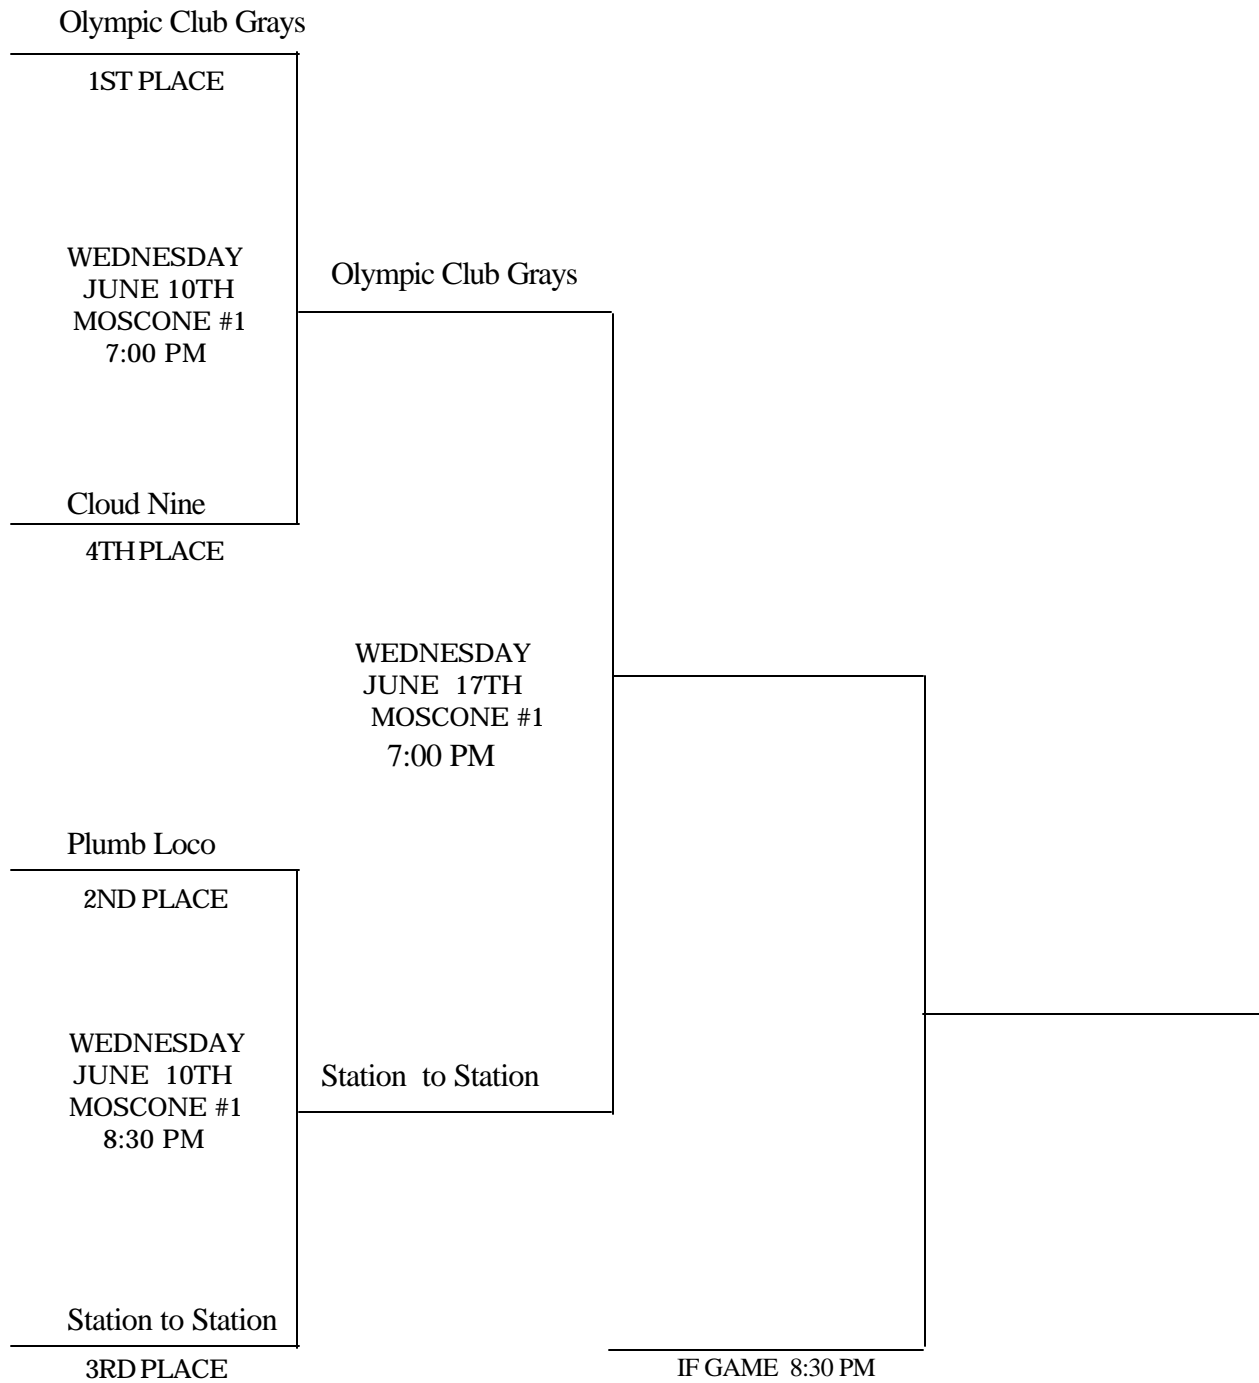 Olympic Club Grays
1ST PLACE
WEDNESDAY
JUNE 10TH
MOSCONE #1
7:00 PM
Olympic Club Grays
Cloud Nine
4TH PLACE
WEDNESDAY
JUNE 17TH
MOSCONE #1
7:00 PM
Plumb Loco
2ND PLACE
WEDNESDAY
JUNE 10TH
MOSCONE #1
8:30 PM
Station to Station
Station to Station
3RD PLACE
IF GAME 8:30 PM